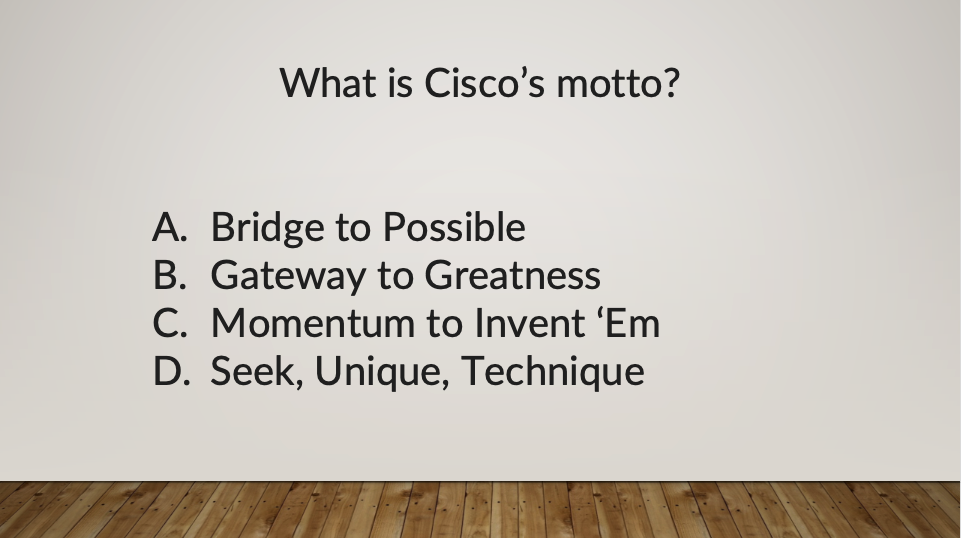 What is Cisco’s motto?
A. Bridge to Possible
B. Gateway to Greatness
C. Momentum to Invent ‘Em
D. Seek, Unique, Technique